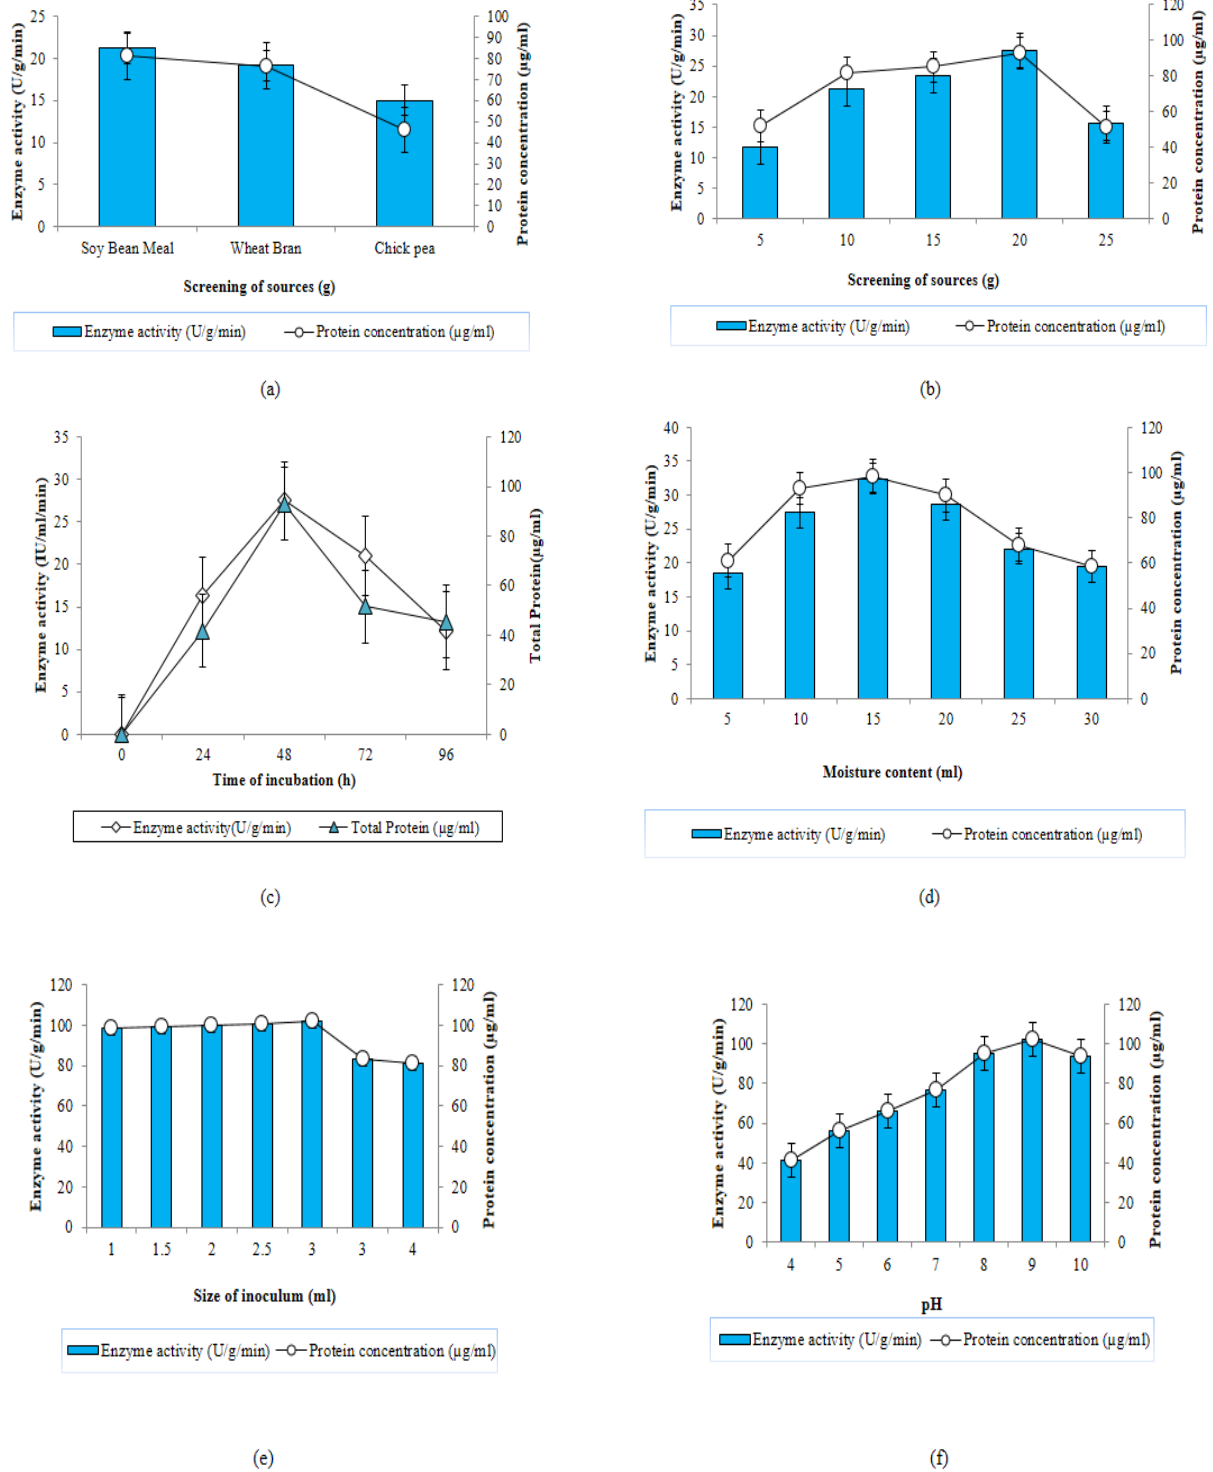 Enzyme activity (U/g/min)
25
20
15
10
5
0
100
90
80
70
60
50
40
30
20
10
0
Protein concentration (µg/ml)
Soy Bean Meal Wheat Bran Chick pea
Screening of sources (g)
Enzyme activity (U/g/min) Protein concentration (µg/ml)
(a)
Enzyme activity (U/g/min)
35
30
25
20
15
10
5
0
120
100
80
60
40
20
0
Protein concentration (µg/ml)
5 10 15 20 25
Screening of sources (g)
Enzyme activity (U/g/min) Protein concentration (µg/ml)
(b)
Enzyme activity (IU/ml/min)
35
30
25
20
15
10
5
0
120
100
80
60
40
20
0
Total Protein(µg/ml)
0 24 48 72 96
Time of incubation (h)
Enzyme activity(U/g/min) Total Protein (µg/ml)
(c)
Enzyme activity (U/g/min)
40
35
30
25
20
15
10
5
0
120
100
80
60
40
20
0
Protein concentration (µg/ml)
5 10 15 20 25 30
Moisture content (ml)
Enzyme activity (U/g/min) Protein concentration (µg/ml)
(d)
Enzyme activity (U/g/min)
120
100
80
60
40
20
0
120
100
80
60
40
20
0
Protein concentration (µg/ml)
1 1.5 2 2.5 3 3 4
Size of inoculum (ml)
Enzyme activity (U/g/min) Protein concentration (µg/ml)
(e)
Enzyme activity (U/g/min)
120
100
80
60
40
20
0
120
100
80
60
40
20
0
Protein concentration (µg/ml)
4 5 6 7 8 9 10
pH
Enzyme activity (U/g/min) Protein concentration (µg/ml)
(f)